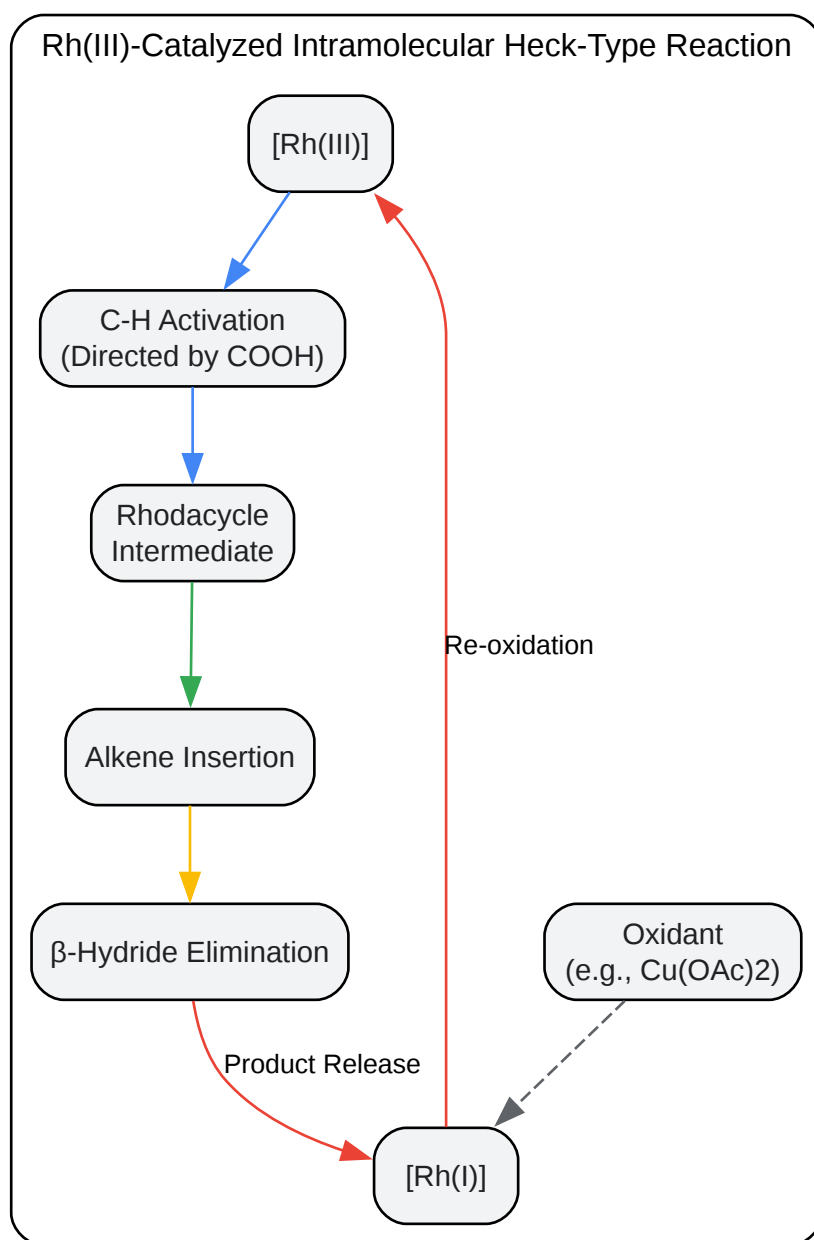 Rh(III)-Catalyzed Intramolecular Heck-Type Reaction
[Rh(III)]
C-H Activation
(Directed by COOH)
Rhodacycle
Intermediate
Re-oxidation
Alkene Insertion
β-Hydride Elimination
Oxidant
(e.g., Cu(OAc)2)
Product Release
[Rh(I)]